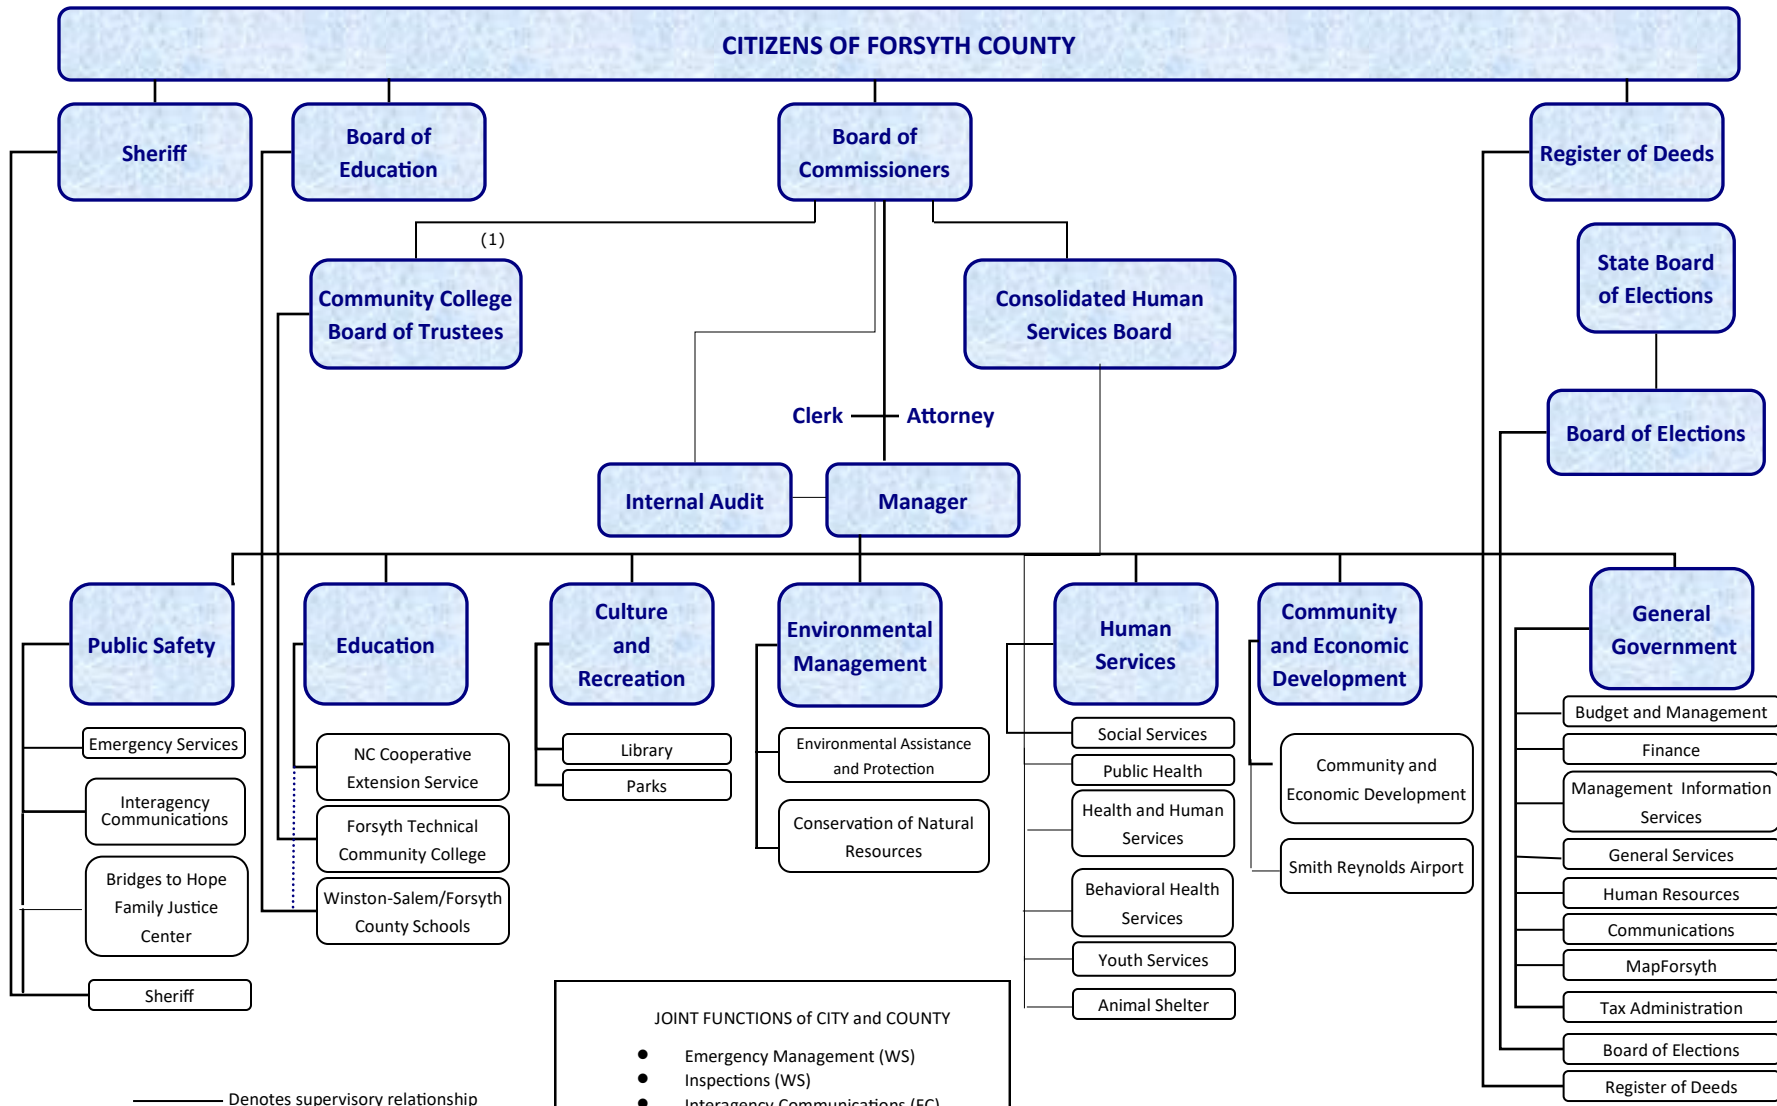 CITIZENS OF FORSYTH COUNTY
Sheriff
Board of
Education
Board of
Commissioners
Register of Deeds
(1)
Community College
Board of Trustees
Consolidated Human
Services Board
State Board
of Elections
Clerk
Attorney
Board of Elections
Internal Audit
Manager
Public Safety
Emergency Services
Interagency
Communications
Bridges to Hope
Family Justice
Center
Sheriff
Education
NC Cooperative
Extension Service
Forsyth Technical
Community College
Winston-Salem/Forsyth
County Schools
Culture
and
Recreation
Library
Parks
Environmental
Management
Environmental Assistance
and Protection
Conservation of Natural
Resources
Human
Services
Social Services
Public Health
Health and Human
Services
Behavioral Health
Services
Youth Services
Animal Shelter
Community
and Economic
Development
Community and
Economic Development
Smith Reynolds Airport
General
Government
Budget and Management
Finance
Management Information
Services
General Services
Human Resources
Communications
MapForsyth
Tax Administration
Board of Elections
Register of Deeds
JOINT FUNCTIONS of CITY and COUNTY
● Emergency Management (WS)
● Inspections (WS)
● Interagency Communications (FC)
Denotes supervisory relationship